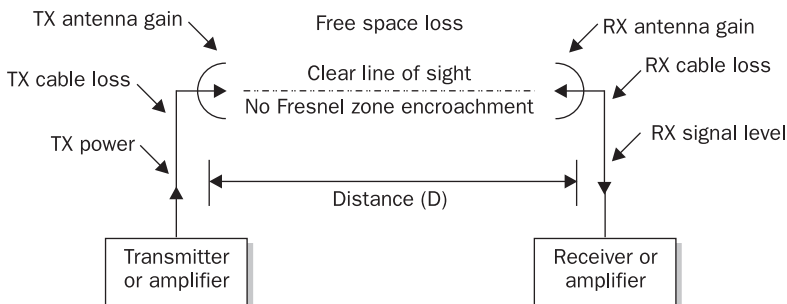 TX antenna gain
Free space loss
RX antenna gain
TX cable loss
Clear line of sight
RX cable loss
No Fresnel zone encroachment
TX power
RX signal level
Distance (D)
Transmitter
or amplifier
Receiver or
amplifier